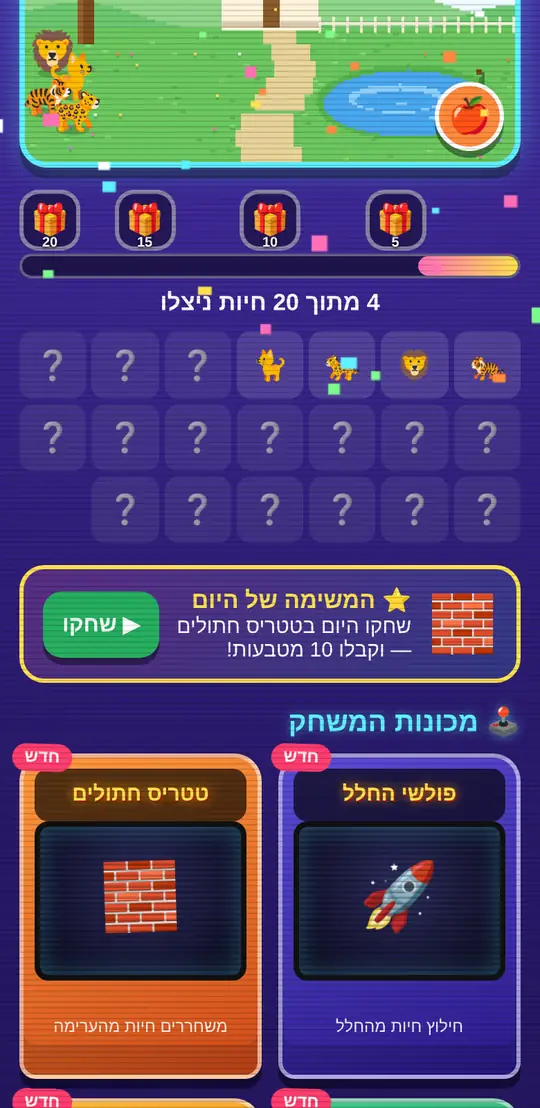 5
10
15
20
4 מתוך 20 חיות ניצלו
? ? ?
? ? ? ? ? ? ?
? ? ? ? ? ?
⭐ המשימה של היום
שחקו היום בטטריס חתולים
— וקבלו 10 מטבעות!
▶ שחקו
🕹️ מכונות המשחק
חדש
פולשי החלל
חילוץ חיות מהחלל
חדש
טטריס חתולים
משחררים חיות מהערימה
חדש
חדש